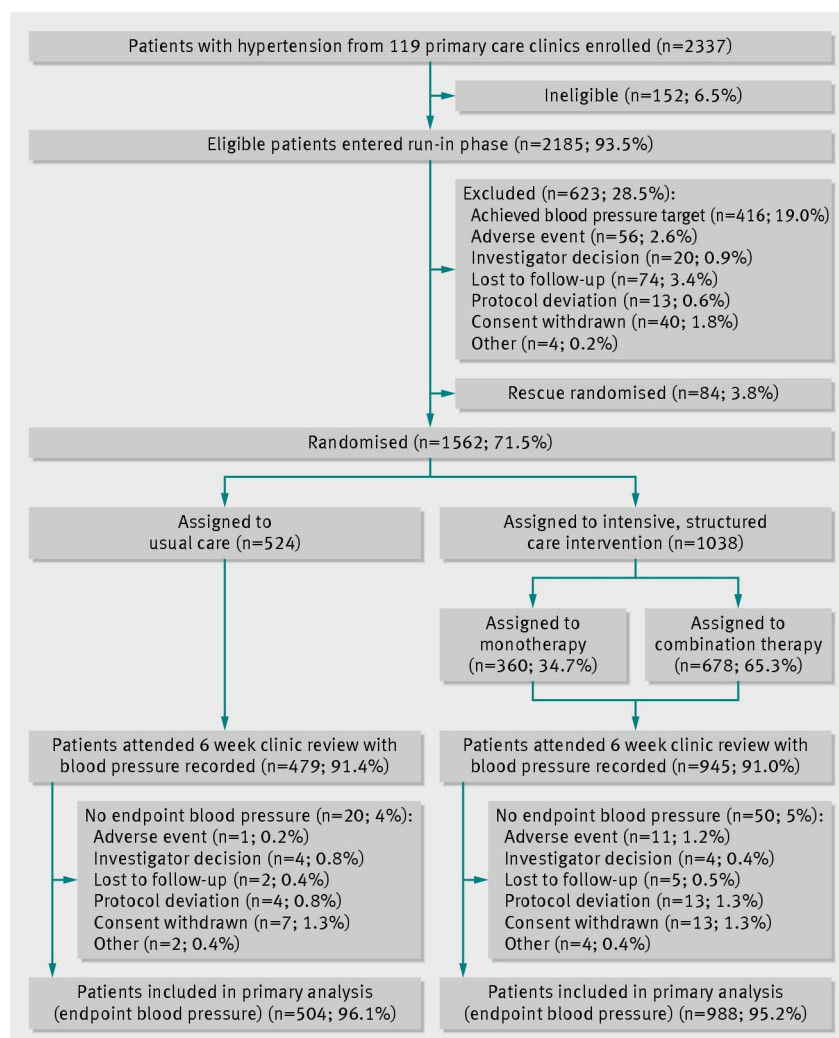 Patients with hypertension from 119 primary care clinics enrolled (n=2337)
Ineligible (n=152; 6.5%)
Eligible patients entered run-in phase (n=2185; 93.5%)
Excluded (n=623; 28.5%):
Achieved blood pressure target (n=416; 19.0%)
Adverse event (n=56; 2.6%)
Investigator decision (n=20; 0.9%)
Lost to follow-up (n=74; 3.4%)
Protocol deviation (n=13; 0.6%)
Consent withdrawn (n=40; 1.8%)
Other (n=4; 0.2%)
Rescue randomised (n=84; 3.8%)
Randomised (n=1562; 71.5%)
Assigned to
usual care (n=524)
Assigned to intensive, structured
care intervention (n=1038)
Assigned to
monotherapy
(n=360; 34.7%)
Assigned to
combination therapy
(n=678; 65.3%)
Patients attended 6 week clinic review with
blood pressure recorded (n=479; 91.4%)
Patients attended 6 week clinic review with
blood pressure recorded (n=945; 91.0%)
No endpoint blood pressure (n=20; 4%):
Adverse event (n=1; 0.2%)
Investigator decision (n=4; 0.8%)
Lost to follow-up (n=2; 0.4%)
Protocol deviation (n=4; 0.8%)
Consent withdrawn (n=7; 1.3%)
Other (n=2; 0.4%)
No endpoint blood pressure (n=50; 5%):
Adverse event (n=11; 1.2%)
Investigator decision (n=4; 0.4%)
Lost to follow-up (n=5; 0.5%)
Protocol deviation (n=13; 1.3%)
Consent withdrawn (n=13; 1.3%)
Other (n=4; 0.4%)
Patients included in primary analysis
(endpoint blood pressure) (n=504; 96.1%)
Patients included in primary analysis
(endpoint blood pressure) (n=988; 95.2%)